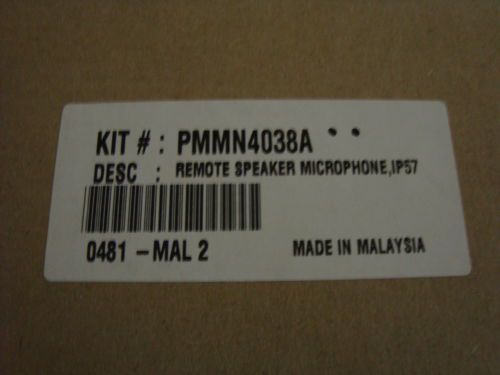 KIT # : PMMN4038A * *
DESC : REMOTE SPEAKER MICROPHONE,IP57
0481 -MAL 2 MADE IN MALAYSIA